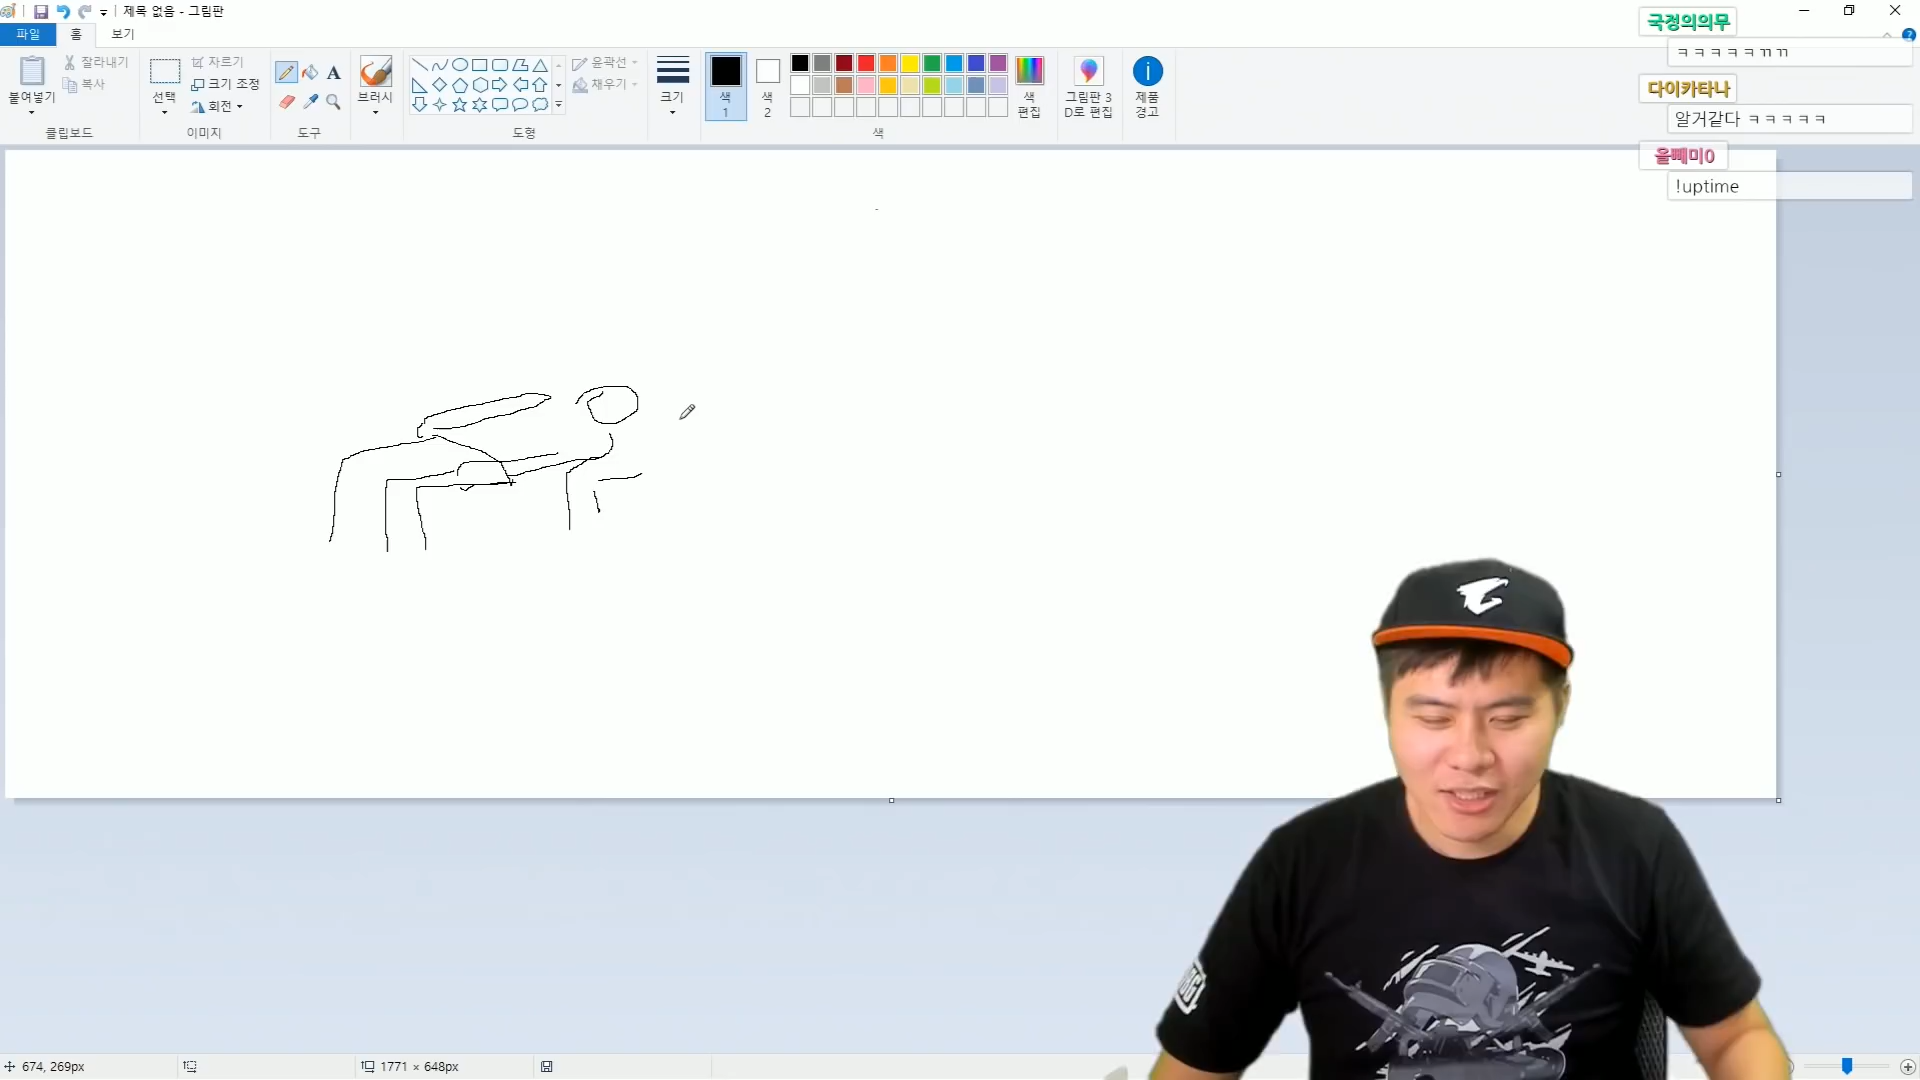 제목 없음 - 그림판
파일
홈
보기
붙여넣기
잘라내기
복사
클립보드
선택
자르기
크기 조정
회전
이미지
A
도구
브러시
도형
윤곽선
채우기
크기
색
1
색
2
색
편집
색
그림판 3
D로 편집
제품
경고
국정의의무
ㅋㅋㅋㅋㅋㄲㄲ
다이카타나
알거같다 ㅋㅋㅋㅋㅋ
올빼미0
!uptime
674, 269px
1771 × 648px